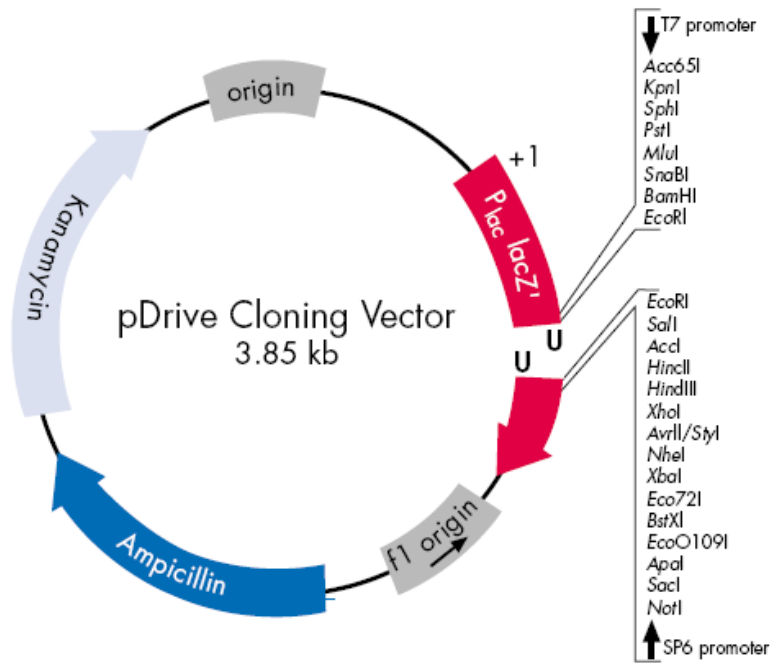 origin
+1
Plac lacZ'
U
U
Kanamycin
pDrive Cloning Vector
3.85 kb
Ampicillin
f1 origin
T7 promoter
Acc65I
KpnI
SphI
PstI
MluI
SnaBI
BamHI
EcoRI
EcoRI
SalI
AccI
HincII
HindIII
XhoI
AvrII/StyI
NheI
XbaI
Eco72I
BstXI
EcoO109I
ApaI
SacI
NotI
SP6 promoter